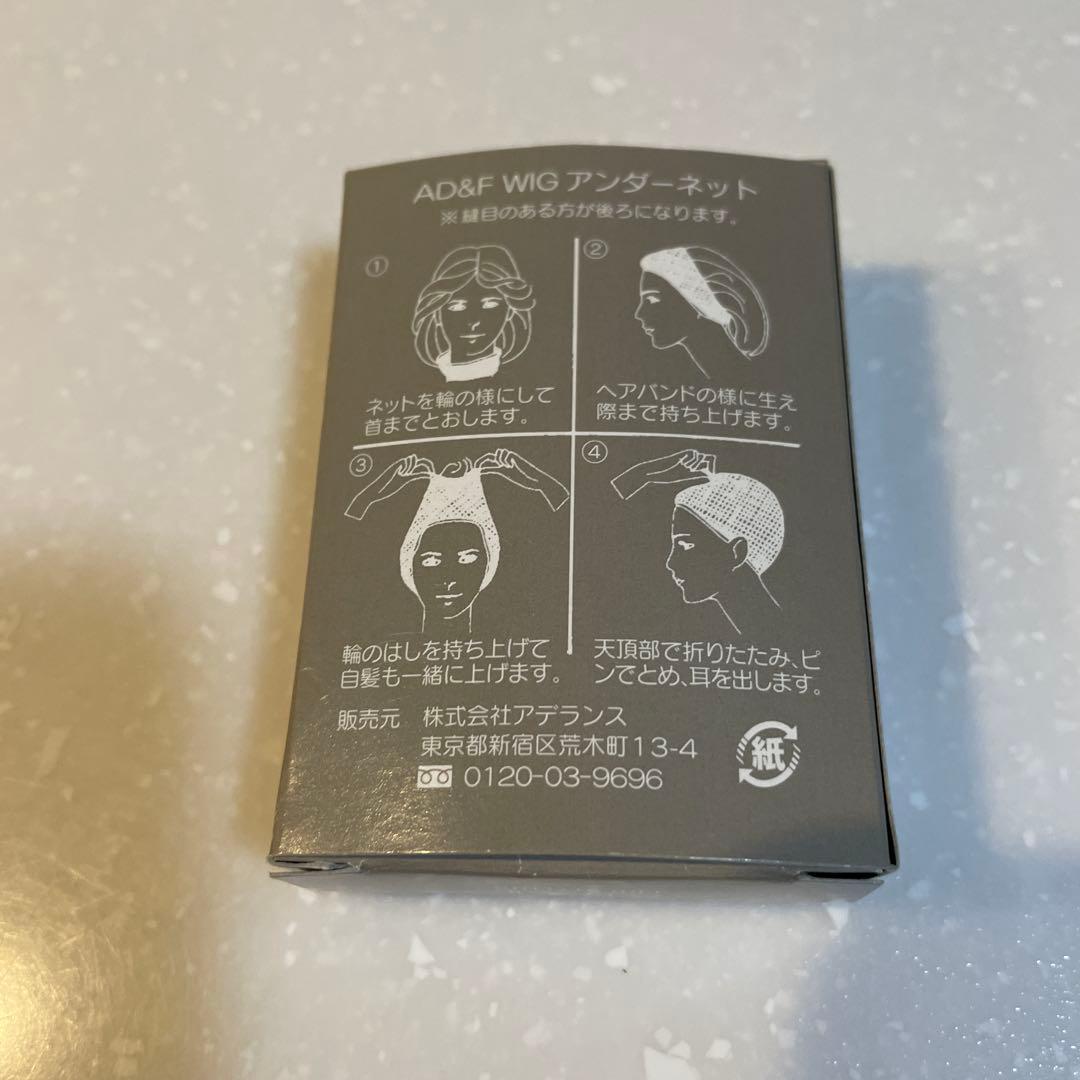 AD&F WIG アンダーネット
※縫目のある方が後ろになります。
①
ネットを輪の様にして
首までとおします。
②
ヘアバンドの様に生え
際まで持ち上げます。
③
輪のはしを持ち上げて
自髪も一緒に上げます。
④
天頂部で折りたたみ、ピ
ンでとめ、耳を出します。
販売元 株式会社アデランス
東京都新宿区荒木町13-4
0120-03-9696
紙